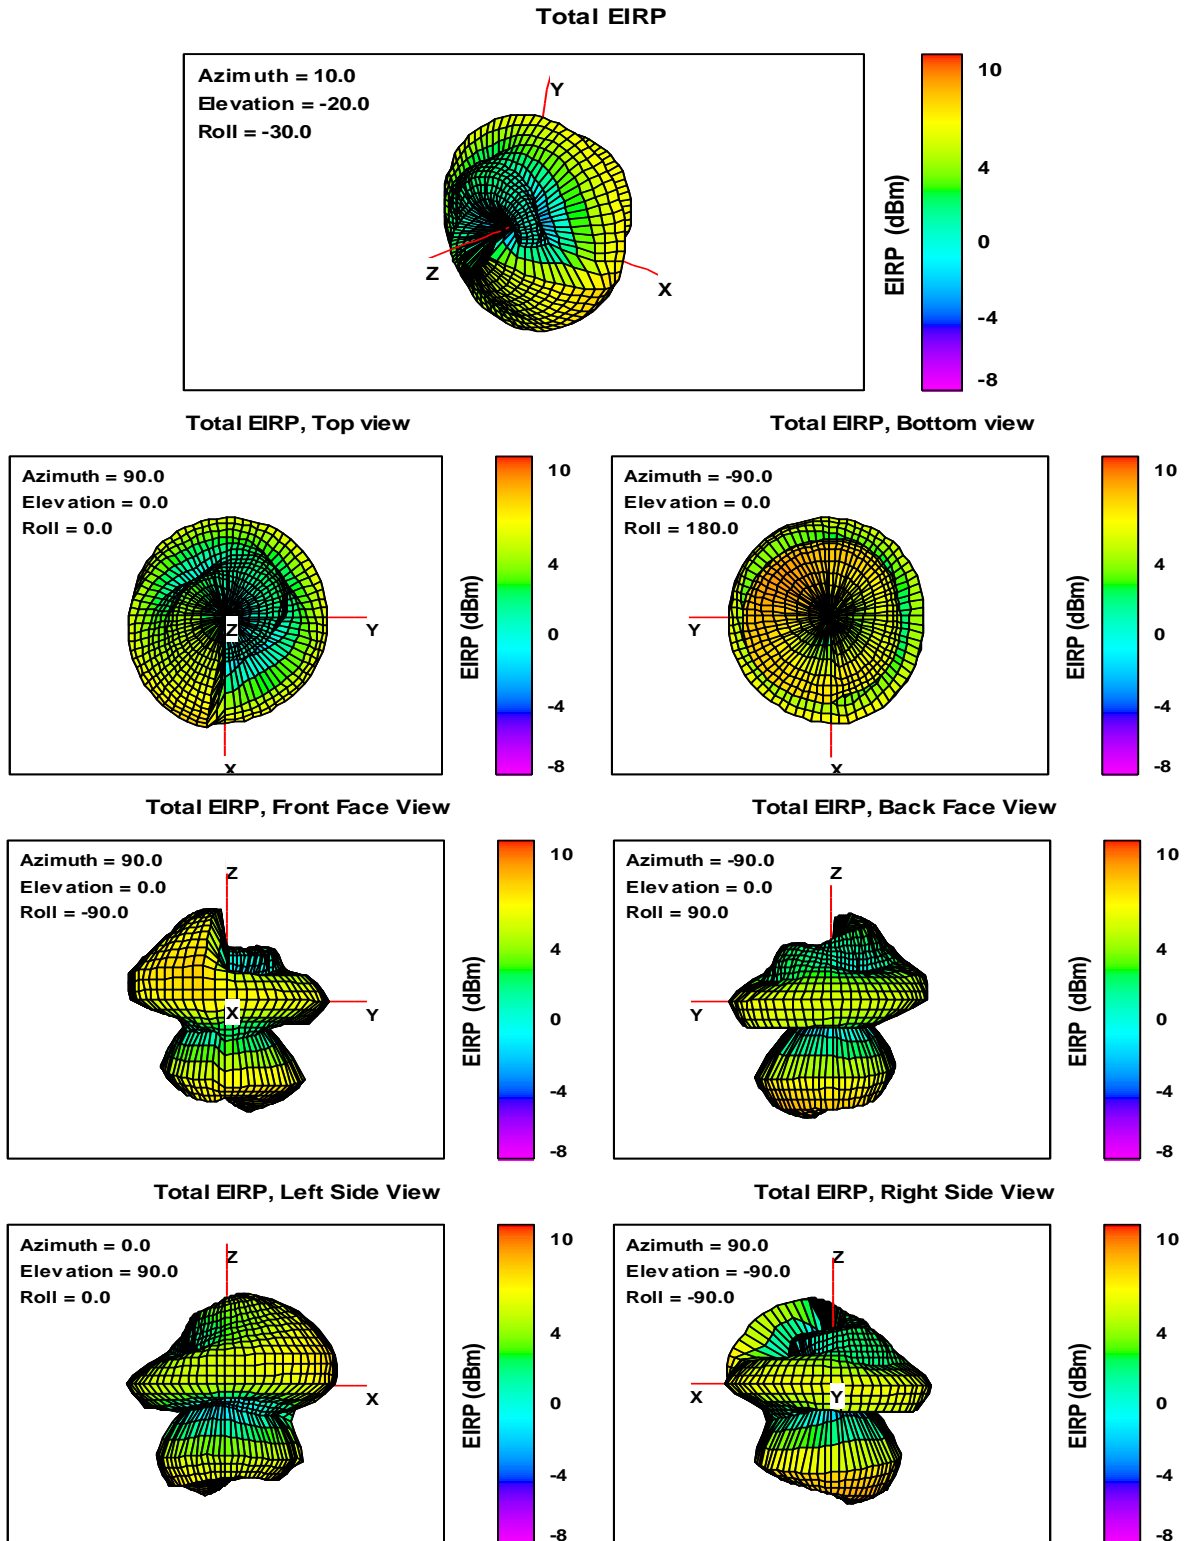 Total EIRP
Azimuth = 10.0
Elevation = -20.0
Roll = -30.0
Y
Z
X
10
4
0
-4
-8
EIRP (dBm)
Total EIRP, Top view
Azimuth = 90.0
Elevation = 0.0
Roll = 0.0
Z
Y
X
10
4
0
-4
-8
EIRP (dBm)
Total EIRP, Bottom view
Azimuth = -90.0
Elevation = 0.0
Roll = 180.0
Y
X
10
4
0
-4
-8
EIRP (dBm)
Total EIRP, Front Face View
Azimuth = 90.0
Elevation = 0.0
Roll = -90.0
Z
X
Y
10
4
0
-4
-8
EIRP (dBm)
Total EIRP, Back Face View
Azimuth = -90.0
Elevation = 0.0
Roll = 90.0
Z
Y
10
4
0
-4
-8
EIRP (dBm)
Total EIRP, Left Side View
Azimuth = 0.0
Elevation = 90.0
Roll = 0.0
Z
X
10
4
0
-4
-8
EIRP (dBm)
Total EIRP, Right Side View
Azimuth = 90.0
Elevation = -90.0
Roll = -90.0
Z
X
Y
10
4
0
-4
-8
EIRP (dBm)